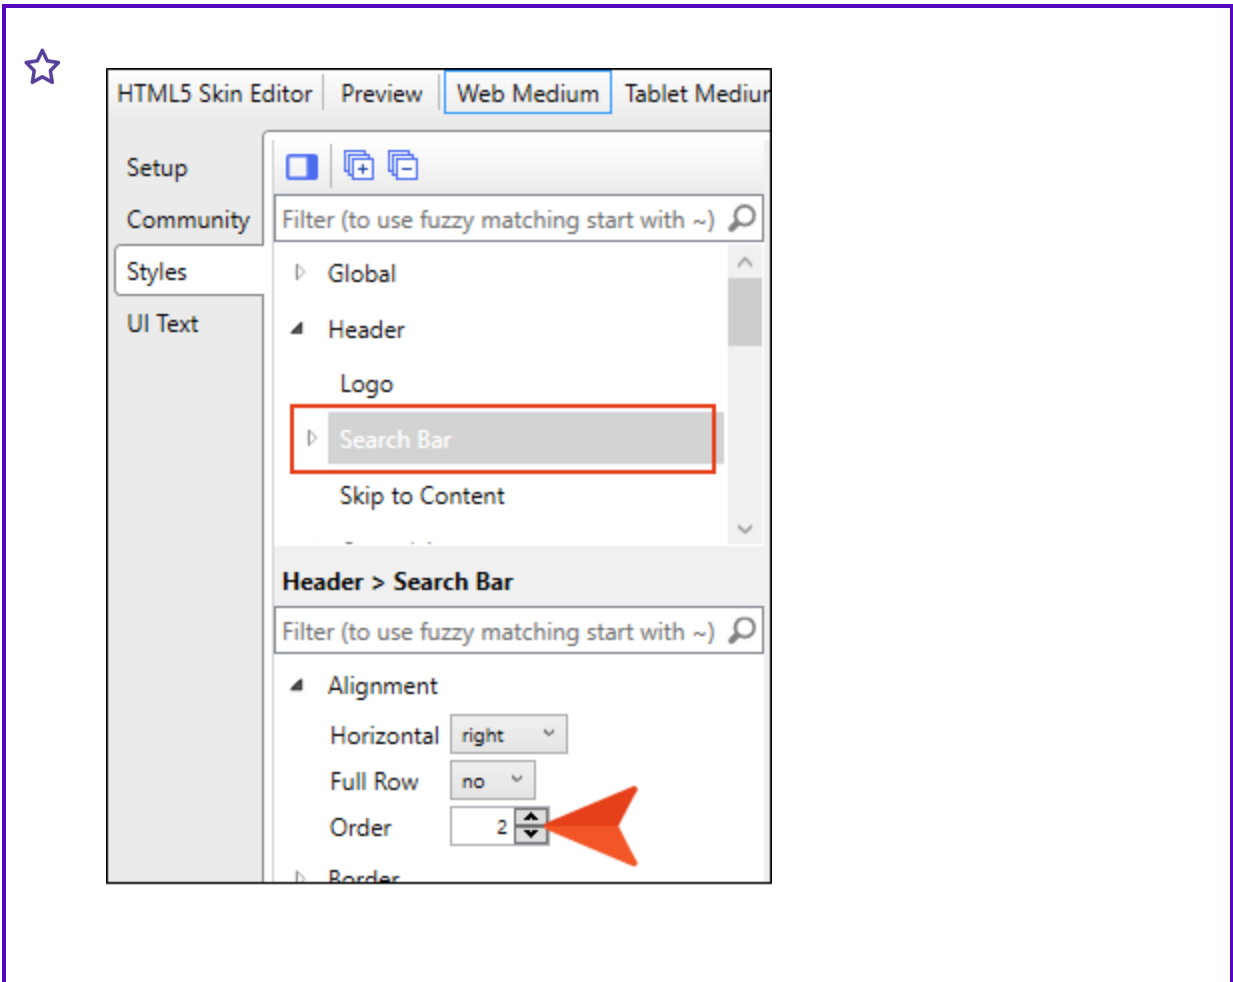 HTML5 Skin Editor Preview Web Medium Tablet
Setup
Community
Styles
UI Text
Filter (to use fuzzy matching start with ~)
Global
Header
Logo
Search Bar
Skip to Content
Header > Search Bar
Filter (to use fuzzy matching start with ~)
Alignment
Horizontal right
Full Row no
Order 2
Border